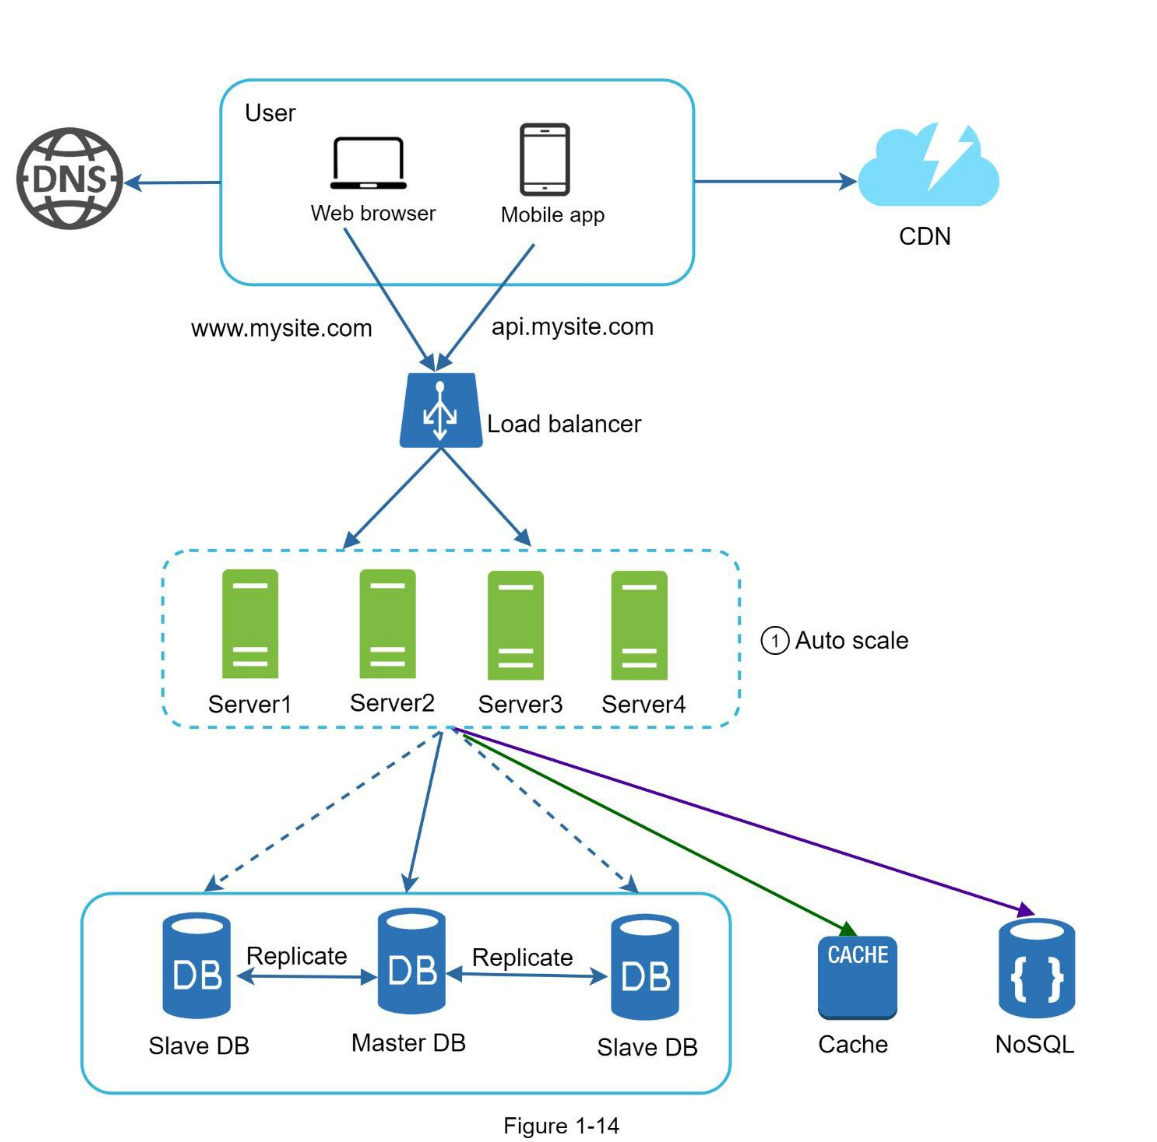 User
DNS
Web browser
Mobile app
CDN
www.mysite.com
api.mysite.com
Load balancer
1 Auto scale
Server1
Server2
Server3
Server4
Replicate
Replicate
DB
DB
DB
CACHE
{ }
Slave DB
Master DB
Slave DB
Cache
NoSQL
Figure 1-14